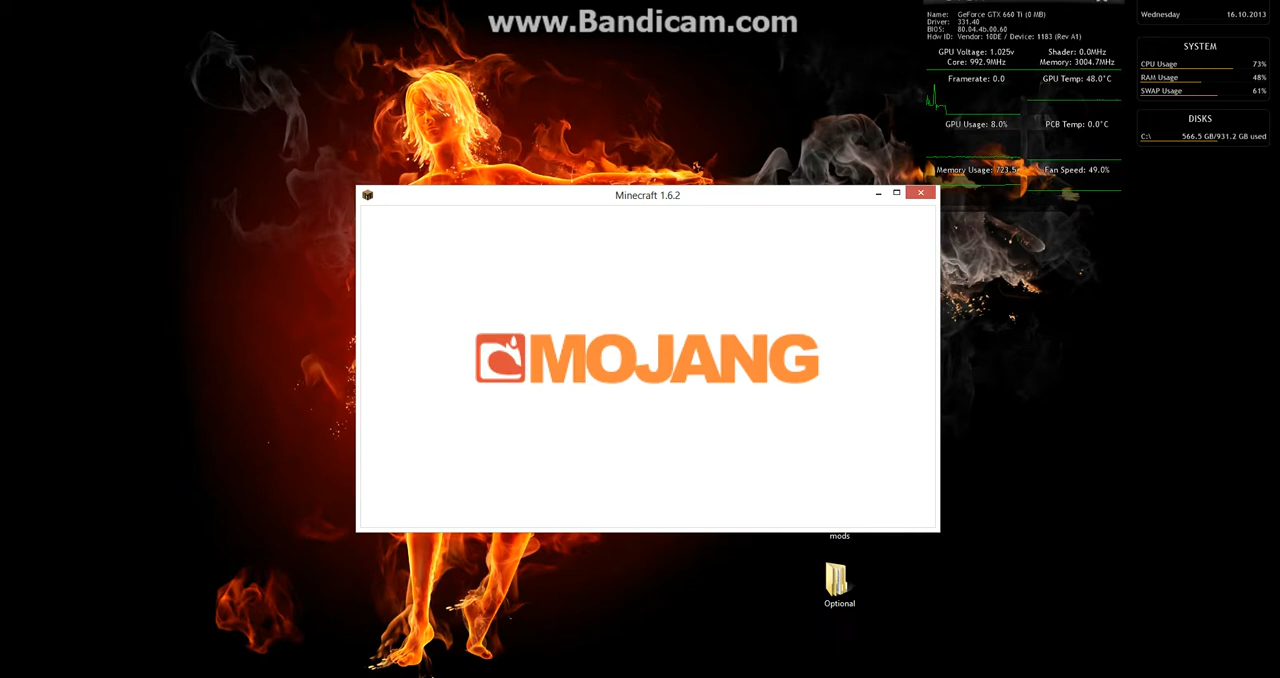 www.Bandicam.com
Name: GeForce GTX 660 Ti (0 MB)
Driver: 331.40
BIOS: 80.04.4b.00.60
Hdw ID: Vendor: 10DE / Device: 1183 (Rev A1)
GPU Voltage: 1.025v Shader: 0.0MHz
Core: 992.9MHz Memory: 3004.7MHz
Framerate: 0.0 GPU Temp: 48.0°C
GPU Usage: 8.0% PCB Temp: 0.0°C
Memory Usage: 723.5 Fan Speed: 49.0%
Wednesday 16.10.2013
SYSTEM
CPU Usage 73%
RAM Usage 48%
SWAP Usage 61%
DISKS
C:\ 566.5 GB/931.2 GB used
Minecraft 1.6.2
MOJANG
mods
Optional